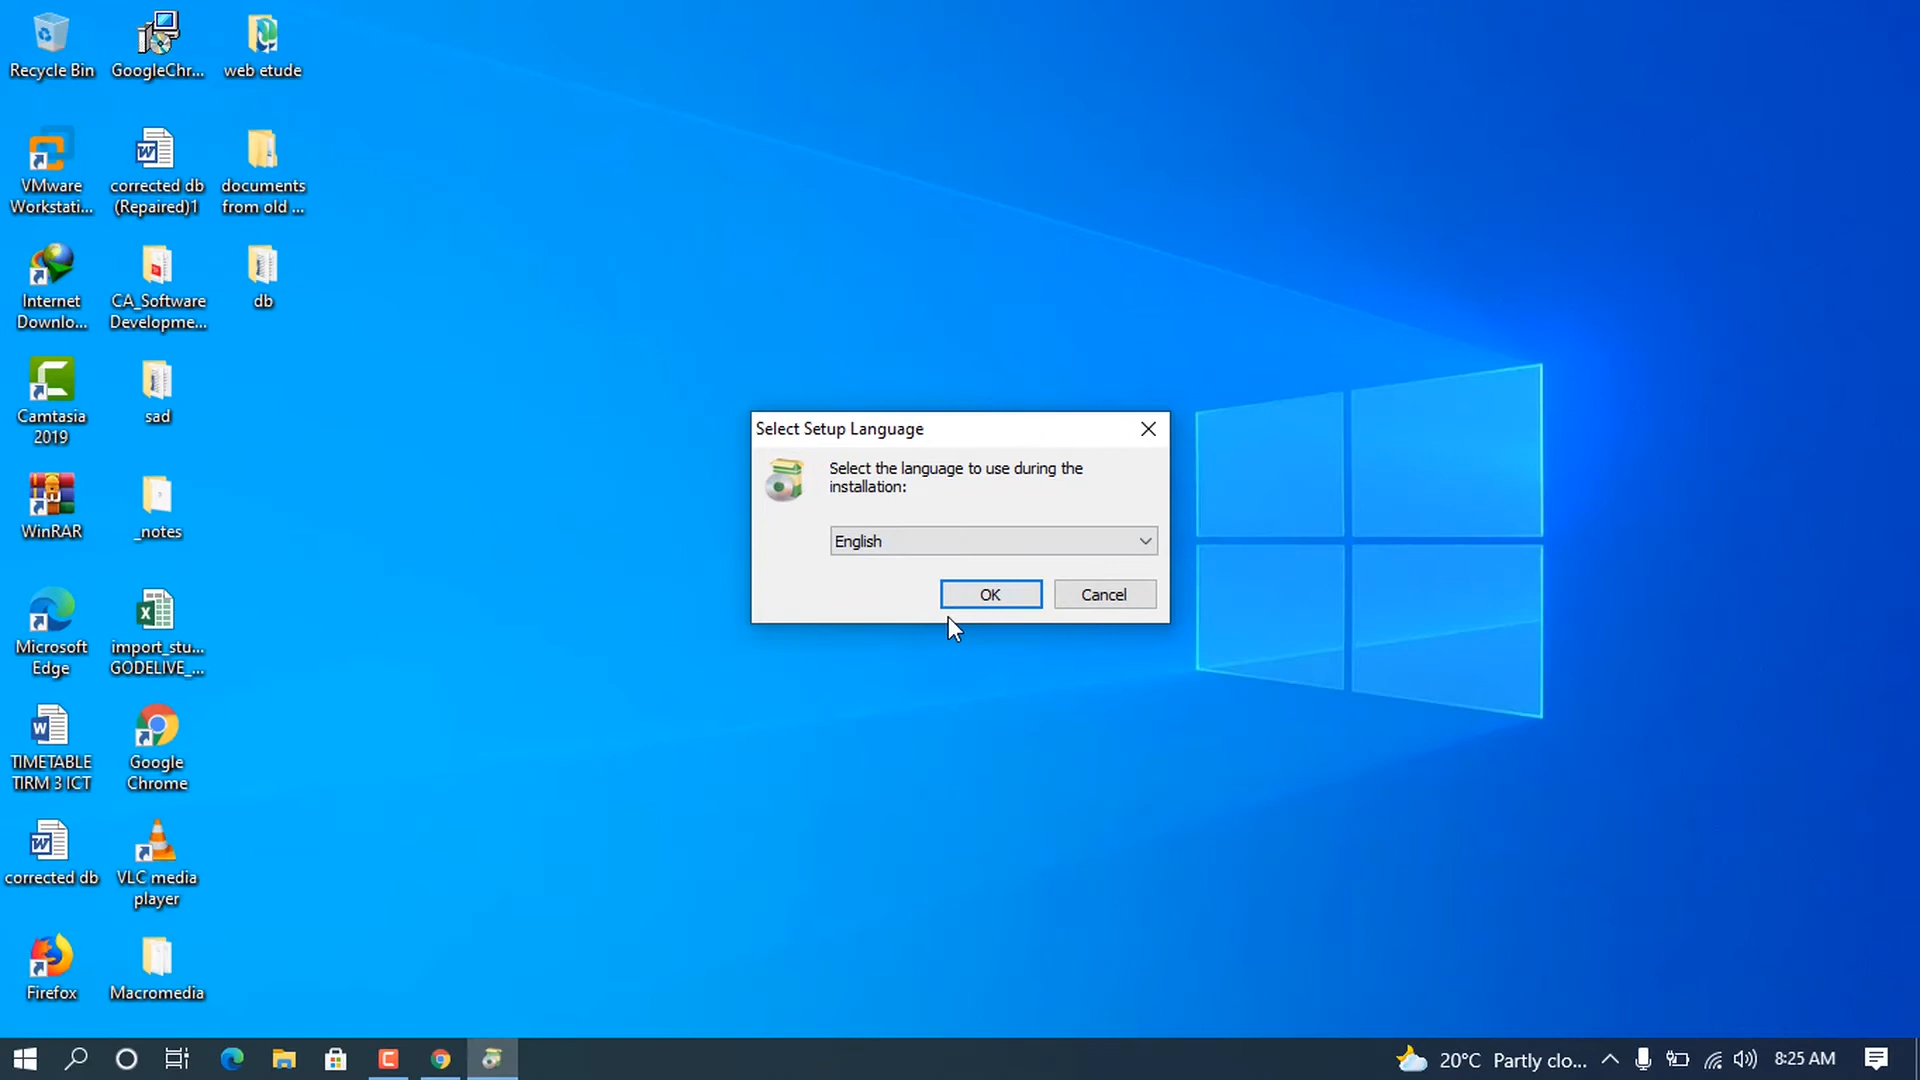 Recycle Bin
GoogleChr...
web etude
VMware
Workstati...
corrected db
(Repaired)1
documents
from old ...
Internet
Downlo...
CA_Software
Developme...
db
Camtasia
2019
sad
WinRAR
_notes
Microsoft
Edge
import_stu...
GODELIVE_...
TIMETABLE
TIRM 3 ICT
Google
Chrome
corrected db
VLC media
player
Firefox
Macromedia
Select Setup Language
Select the language to use during the
installation:
English
OK
Cancel
20°C Partly clo...
8:25 AM